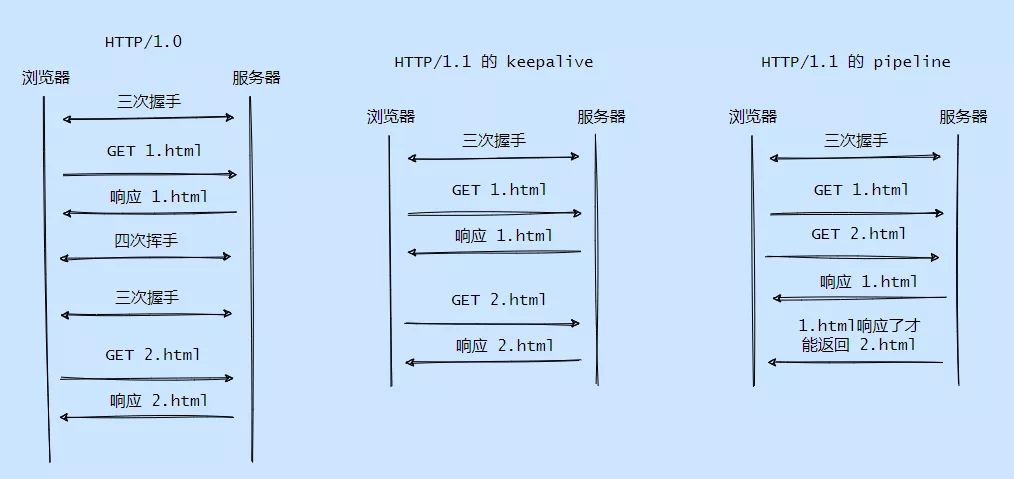 HTTP/1.0
浏览器
服务器
三次握手
GET 1.html
响应 1.html
四次挥手
三次握手
GET 2.html
响应 2.html
HTTP/1.1 的 keepalive
浏览器
服务器
三次握手
GET 1.html
响应 1.html
GET 2.html
响应 2.html
HTTP/1.1 的 pipeline
浏览器
服务器
三次握手
GET 1.html
GET 2.html
响应 1.html
1.html响应了才
能返回 2.html